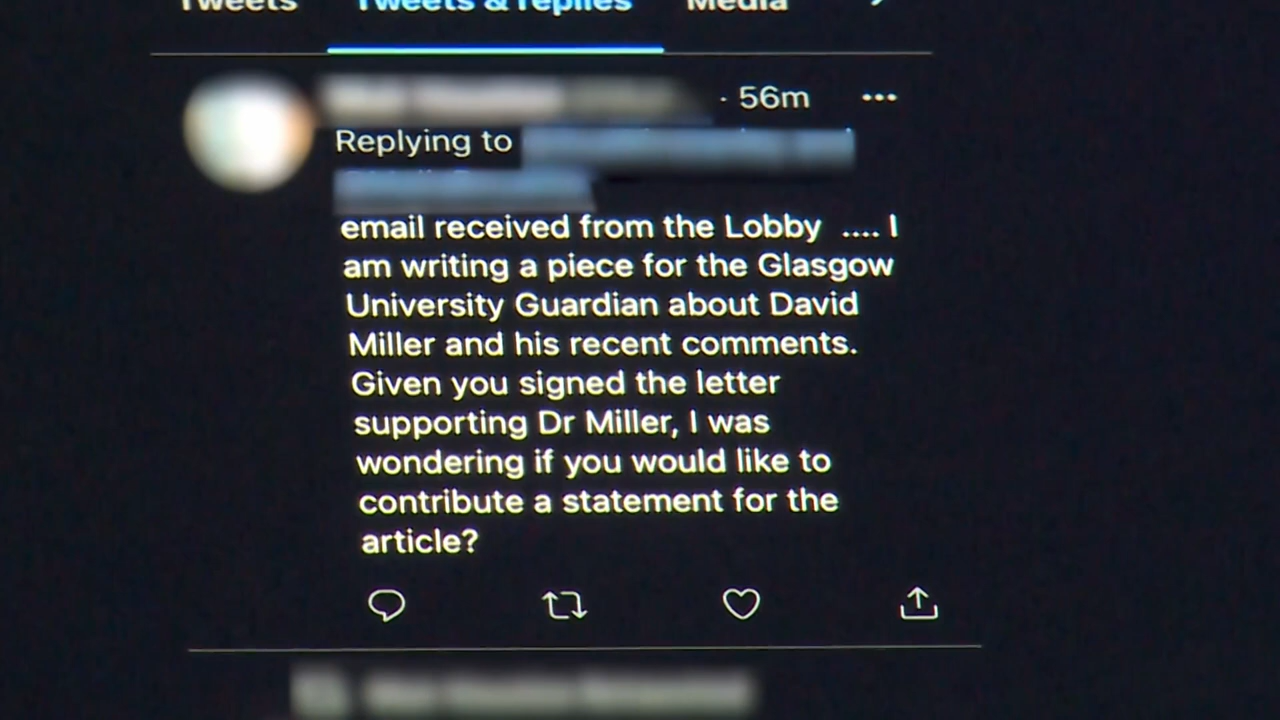 Tweets Tweets & replies Media
· 56m
Replying to
email received from the Lobby .... I
am writing a piece for the Glasgow
University Guardian about David
Miller and his recent comments.
Given you signed the letter
supporting Dr Miller, I was
wondering if you would like to
contribute a statement for the
article?